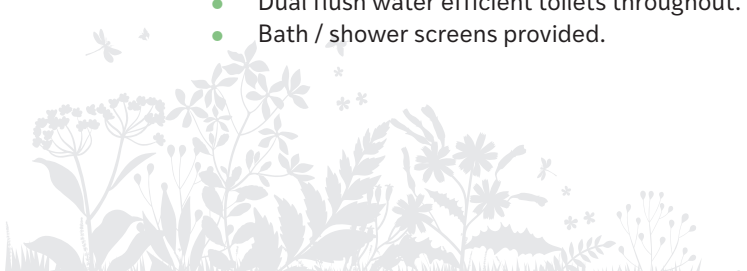 Dual flush water efficient toilets throughout.
Bath / shower screens provided.